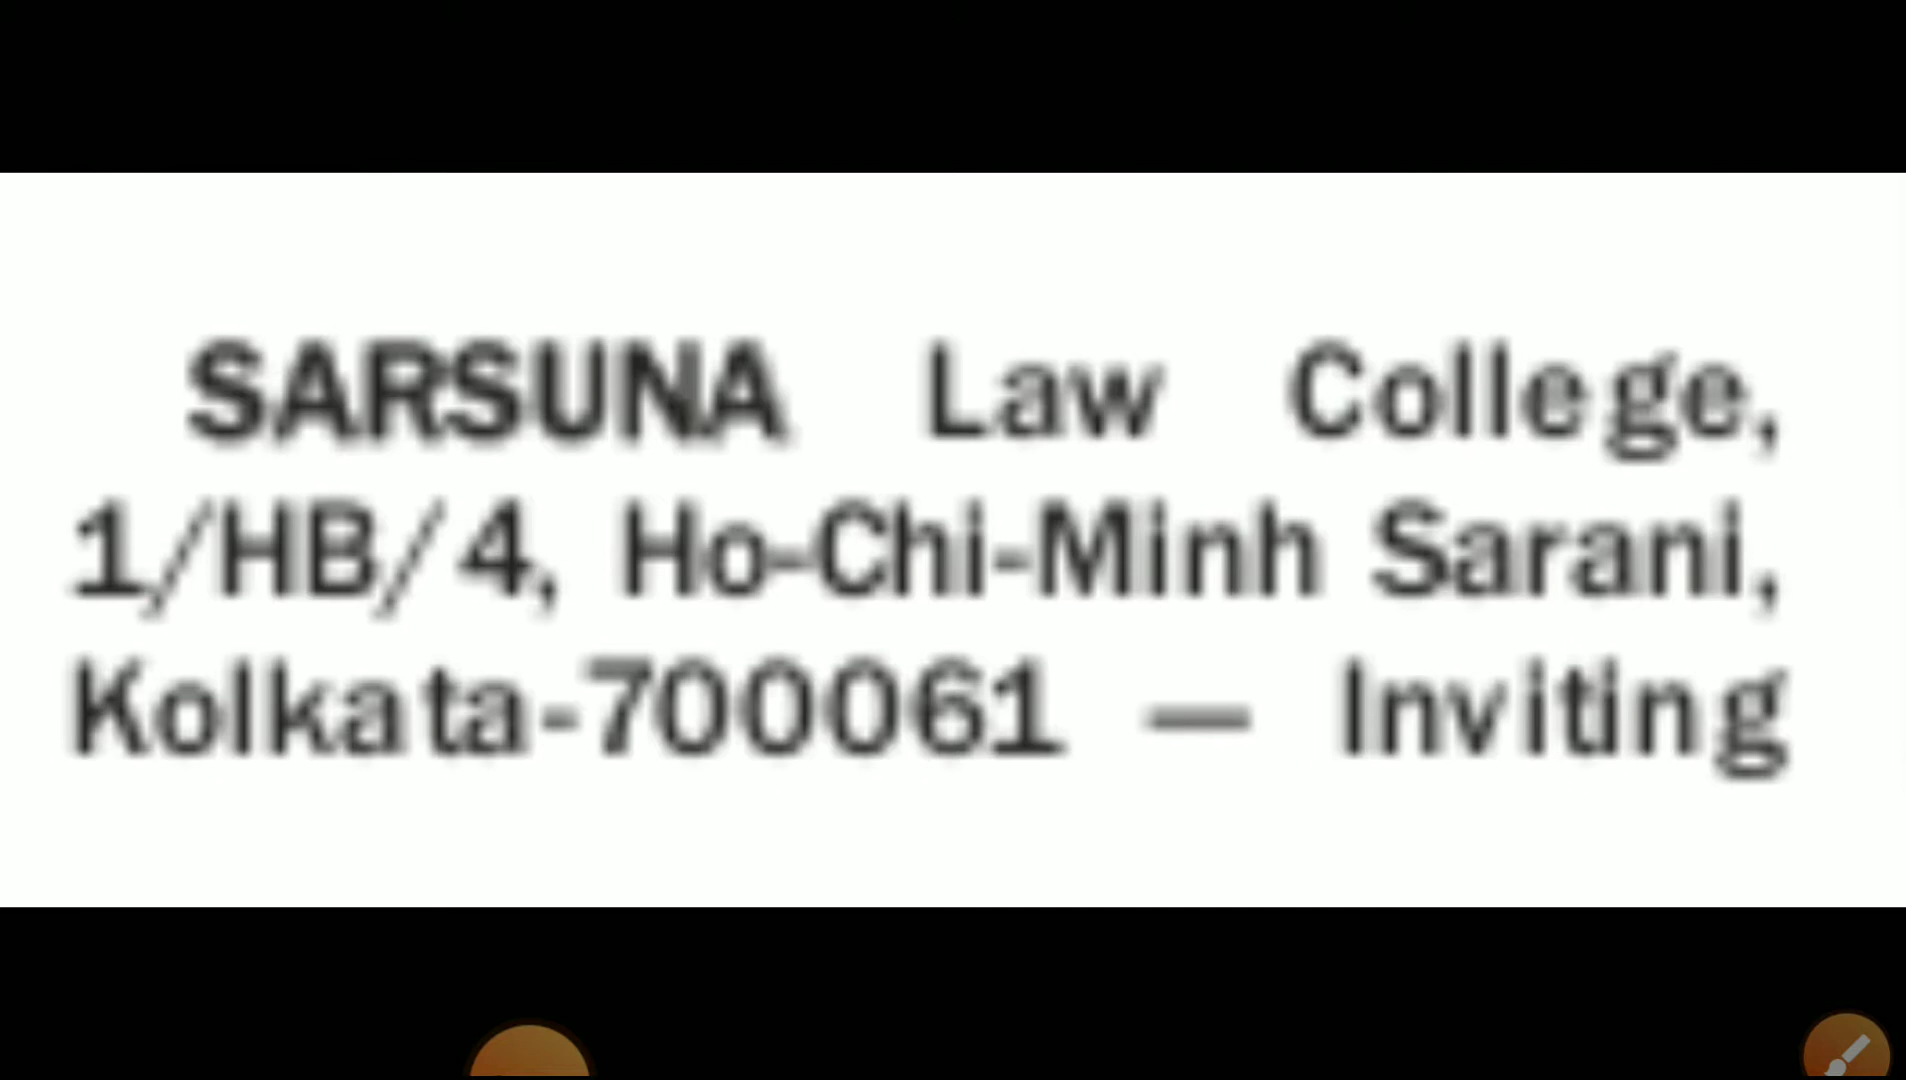 SARSUNA Law College,
1/HB/4, Ho-Chi-Minh Sarani,
Kolkata-700061 — Inviting